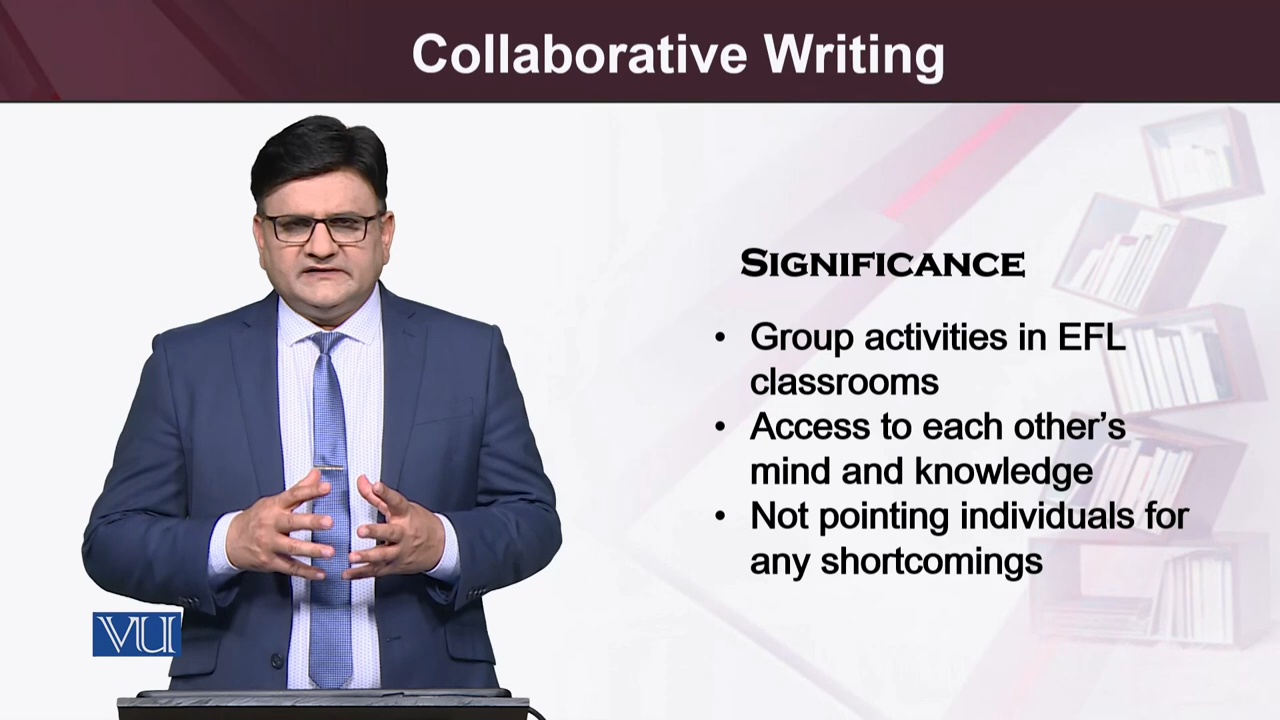 Collaborative Writing
SIGNIFICANCE
• Group activities in EFL
classrooms
• Access to each other's
mind and knowledge
• Not pointing individuals for
any shortcomings
VU